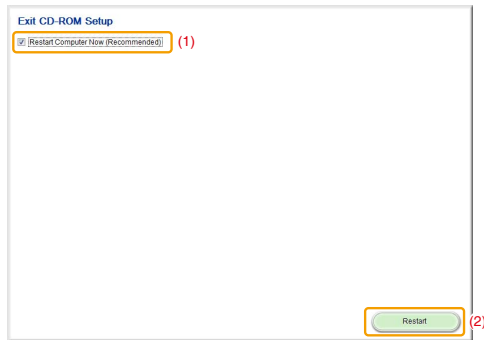 Exit CD-ROM Setup
Restart Computer Now (Recommended) (1)
Restart (2)